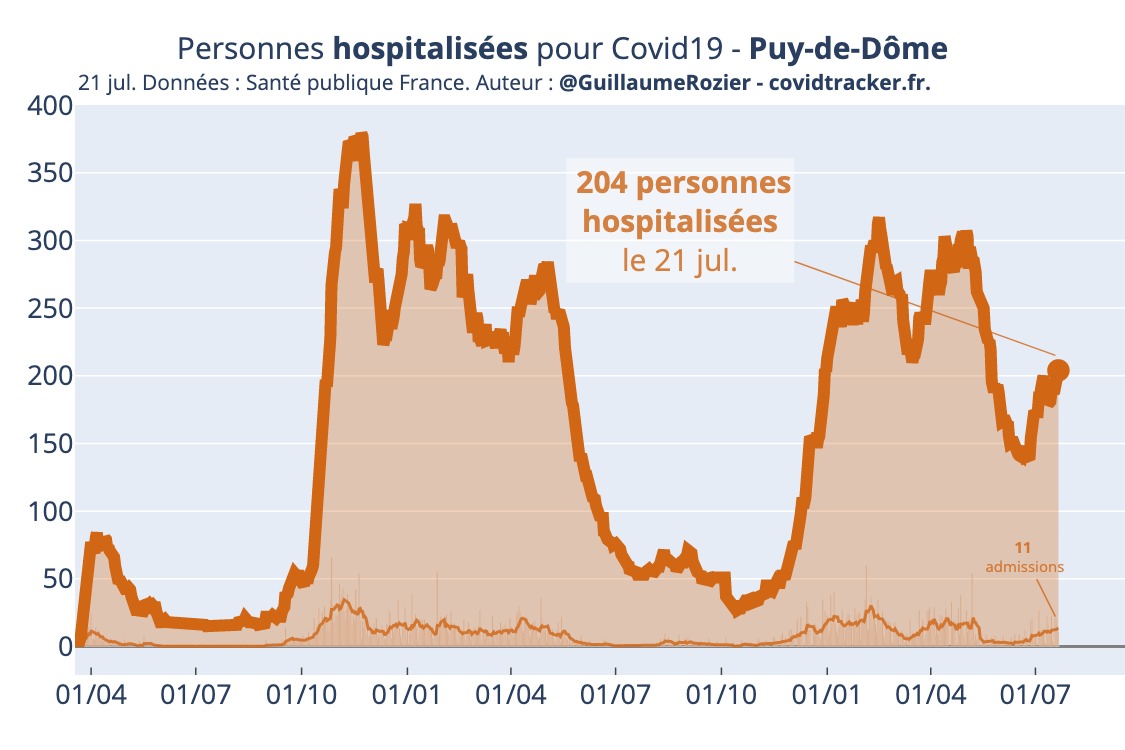 Personnes hospitalisées pour Covid19 - Puy-de-Dôme
21 jul. Données : Santé publique France. Auteur : @GuillaumeRozier - covidtracker.fr.
400
350
300
250
200
150
100
50
0
204 personnes
hospitalisées
le 21 jul.
11
admissions
01/04 01/07 01/10 01/01 01/04 01/07 01/10 01/01 01/04 01/07